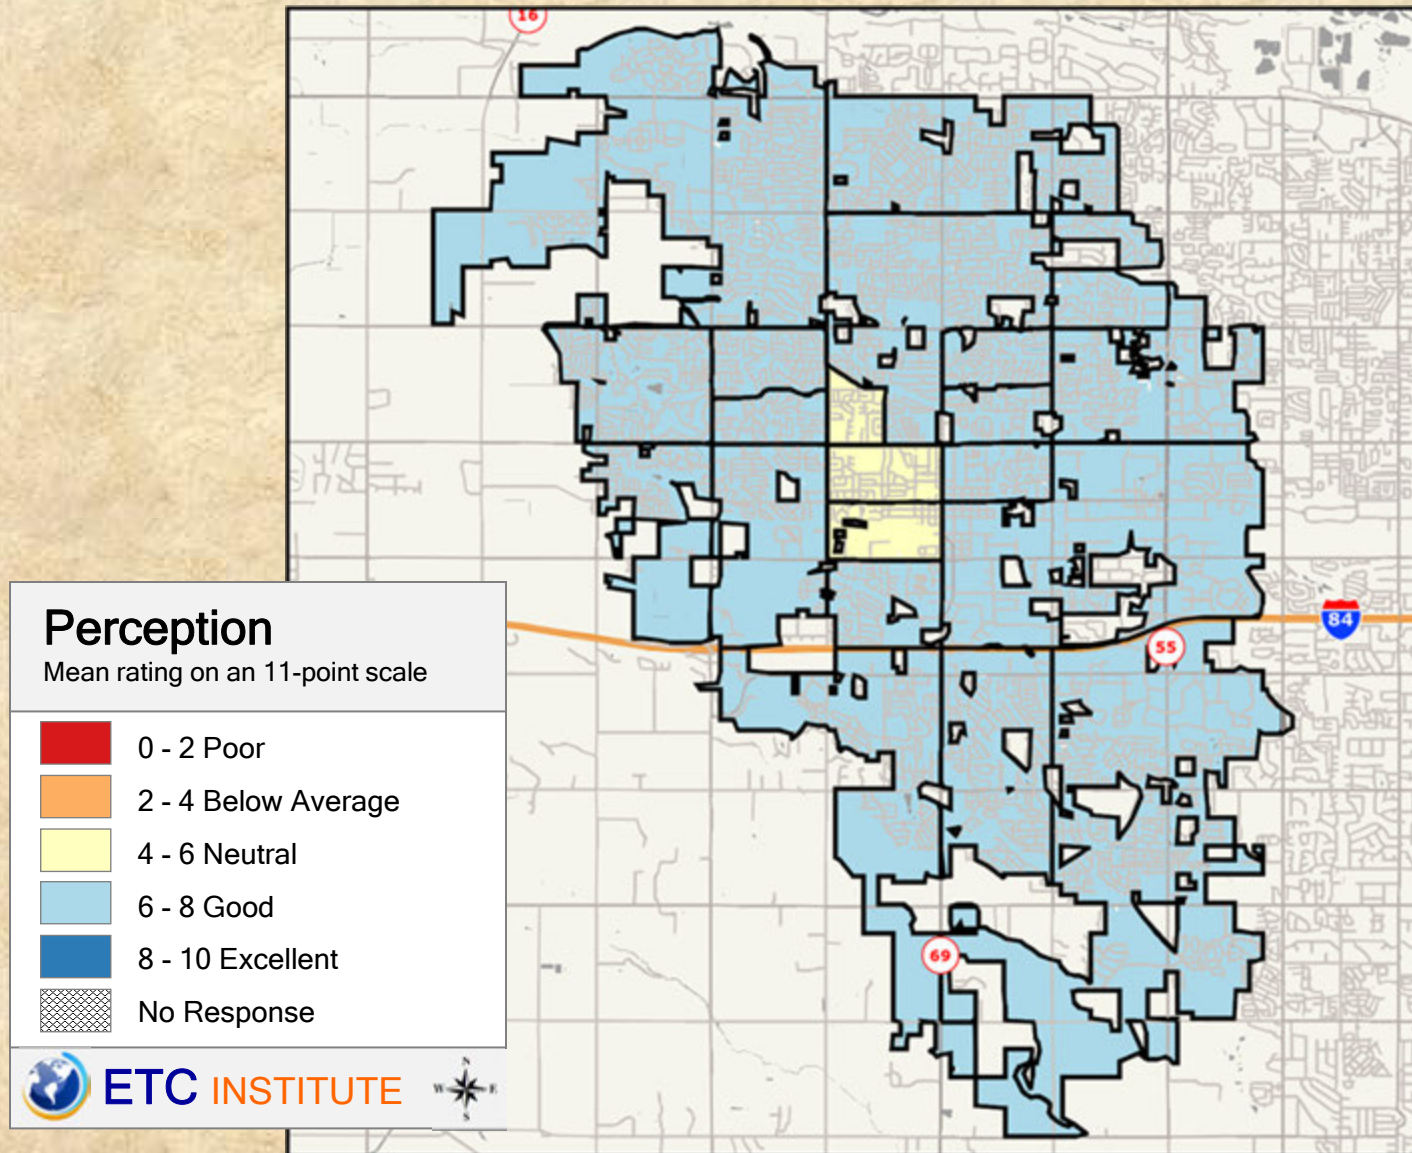 16
84
55
69
Perception
Mean rating on an 11-point scale
0 - 2 Poor
2 - 4 Below Average
4 - 6 Neutral
6 - 8 Good
8 - 10 Excellent
No Response
ETC INSTITUTE
N
W E
S